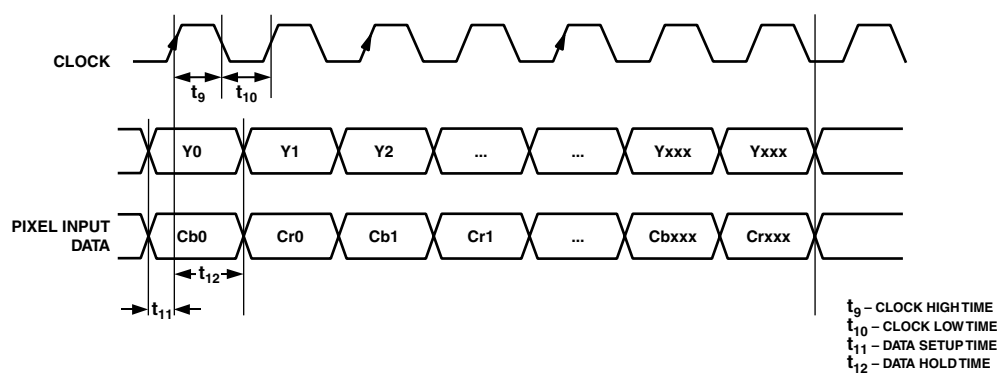 CLOCK
t9
t10
Y0 Y1 Y2 ... ... Yxxx Yxxx
PIXEL INPUT
DATA
Cb0 Cr0 Cb1 Cr1 ... Cbxxx Crxxx
t12
t11
t9 – CLOCK HIGH TIME
t10 – CLOCK LOW TIME
t11 – DATA SETUP TIME
t12 – DATA HOLD TIME